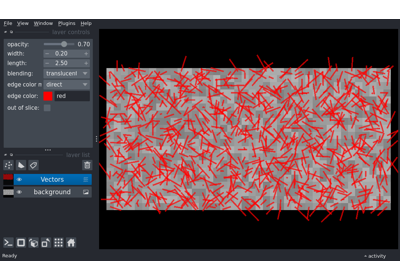 File View Window Plugins Help
layer controls
opacity: 0.70
width: 0.20
length: 2.50
blending: translucent
edge color m direct
edge color: red
out of slice:
layer list
Vectors
background
Ready
activity